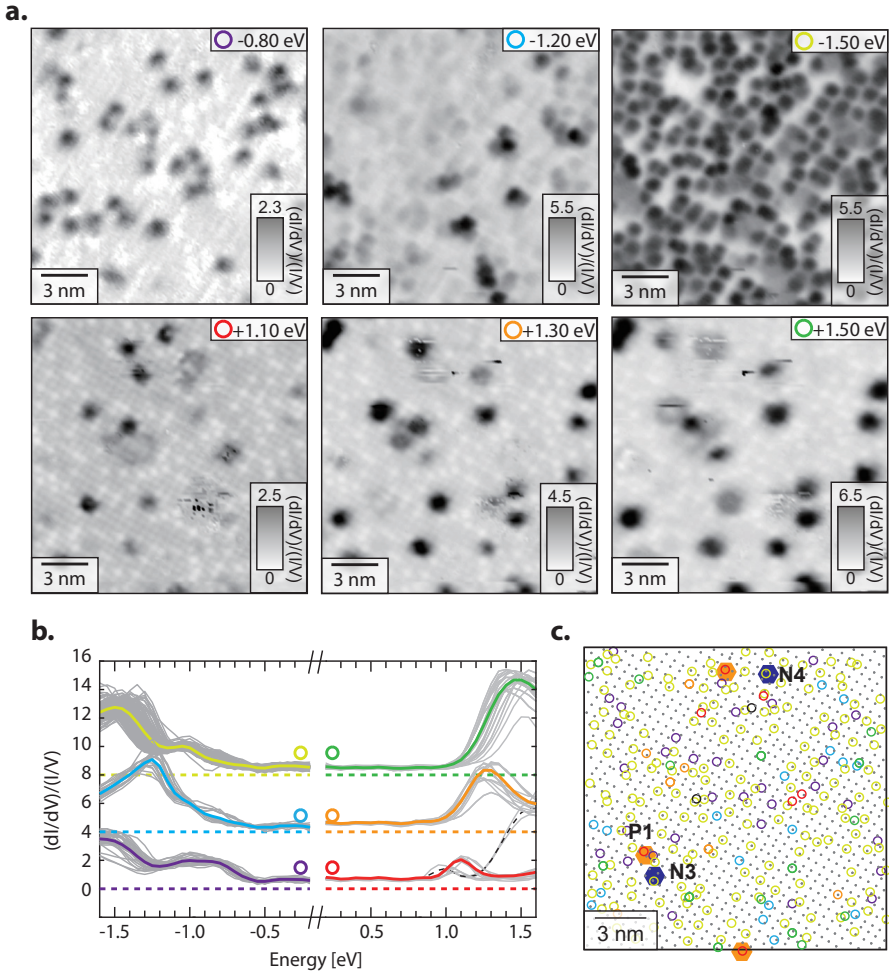 a.
-0.80 eV
-1.20 eV
-1.50 eV
2.3
0
(dI/dV)/(I/V)
3 nm
5.5
0
(dI/dV)/(I/V)
3 nm
5.5
0
(dI/dV)/(I/V)
3 nm
+1.10 eV
+1.30 eV
+1.50 eV
2.5
0
(dI/dV)/(I/V)
3 nm
4.5
0
(dI/dV)/(I/V)
3 nm
6.5
0
(dI/dV)/(I/V)
3 nm
b.
(dI/dV)/(I/V)
16
14
12
10
8
6
4
2
0
-1.5 -1.0 -0.5 0.5 1.0 1.5
Energy [eV]
c.
N4
P1
N3
3 nm